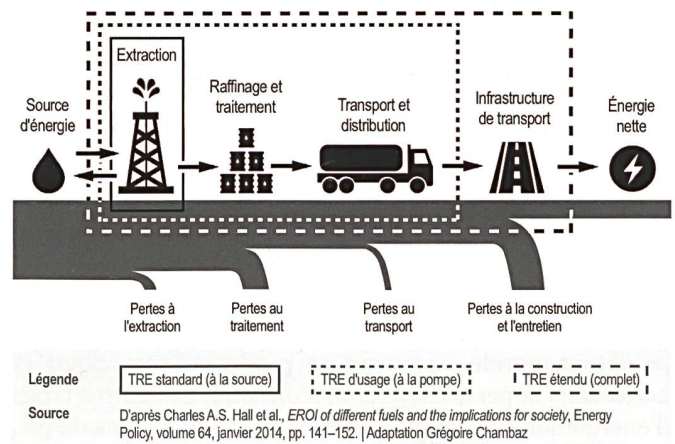 Extraction
Raffinage et
traitement
Transport et
distribution
Infrastructure
de transport
Source
d'énergie
Énergie
nette
Pertes à
l'extraction
Pertes au
traitement
Pertes au
transport
Pertes à la construction
et l'entretien
Légende
TRE standard (à la source)
TRE d'usage (à la pompe)
TRE étendu (complet)
Source
D'après Charles A.S. Hall et al., EROI of different fuels and the implications for society, Energy
Policy, volume 64, janvier 2014, pp. 141–152. | Adaptation Grégoire Chambaz